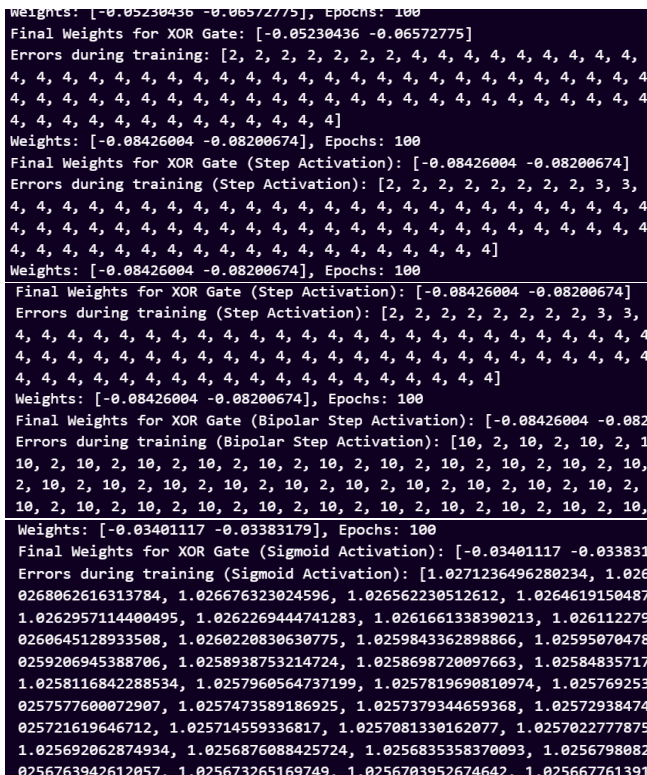 Weights: [-0.05230436 -0.06572775], Epochs: 100
Final Weights for XOR Gate: [-0.05230436 -0.06572775]
Errors during training: [2, 2, 2, 2, 2, 2, 2, 4, 4, 4, 4, 4, 4, 4, 4, 4,
4, 4, 4, 4, 4, 4, 4, 4, 4, 4, 4, 4, 4, 4, 4, 4, 4, 4, 4, 4, 4, 4, 4, 4, 4
4, 4, 4, 4, 4, 4, 4, 4, 4, 4, 4, 4, 4, 4, 4, 4, 4, 4, 4, 4, 4, 4, 4, 4, 4
4, 4, 4, 4, 4, 4, 4, 4, 4, 4, 4, 4, 4]
Weights: [-0.08426004 -0.08200674], Epochs: 100
Final Weights for XOR Gate (Step Activation): [-0.08426004 -0.08200674]
Errors during training (Step Activation): [2, 2, 2, 2, 2, 2, 2, 2, 3, 3,
4, 4, 4, 4, 4, 4, 4, 4, 4, 4, 4, 4, 4, 4, 4, 4, 4, 4, 4, 4, 4, 4, 4, 4, 4
4, 4, 4, 4, 4, 4, 4, 4, 4, 4, 4, 4, 4, 4, 4, 4, 4, 4, 4, 4, 4, 4, 4, 4, 4
4, 4, 4, 4, 4, 4, 4, 4, 4, 4, 4, 4, 4, 4, 4, 4, 4, 4, 4]
Weights: [-0.08426004 -0.08200674], Epochs: 100
Final Weights for XOR Gate (Step Activation): [-0.08426004 -0.08200674]
Errors during training (Step Activation): [2, 2, 2, 2, 2, 2, 2, 2, 3, 3,
4, 4, 4, 4, 4, 4, 4, 4, 4, 4, 4, 4, 4, 4, 4, 4, 4, 4, 4, 4, 4, 4, 4, 4, 4
4, 4, 4, 4, 4, 4, 4, 4, 4, 4, 4, 4, 4, 4, 4, 4, 4, 4, 4, 4, 4, 4, 4, 4, 4
4, 4, 4, 4, 4, 4, 4, 4, 4, 4, 4, 4, 4, 4, 4, 4, 4, 4, 4]
Weights: [-0.08426004 -0.08200674], Epochs: 100
Final Weights for XOR Gate (Bipolar Step Activation): [-0.08426004 -0.082
Errors during training (Bipolar Step Activation): [10, 2, 10, 2, 10, 2, 1
10, 2, 10, 2, 10, 2, 10, 2, 10, 2, 10, 2, 10, 2, 10, 2, 10, 2, 10, 2, 10,
2, 10, 2, 10, 2, 10, 2, 10, 2, 10, 2, 10, 2, 10, 2, 10, 2, 10, 2, 10, 2,
10, 2, 10, 2, 10, 2, 10, 2, 10, 2, 10, 2, 10, 2, 10, 2, 10, 2, 10, 2, 10,
Weights: [-0.03401117 -0.03383179], Epochs: 100
Final Weights for XOR Gate (Sigmoid Activation): [-0.03401117 -0.033831
Errors during training (Sigmoid Activation): [1.0271236496280234, 1.026
0268062616313784, 1.026676323024596, 1.026562230512612, 1.0264619150487
1.0262957114400495, 1.0262269444741283, 1.0261661338390213, 1.026112279
0260645128933508, 1.0260220830630775, 1.0259843362898866, 1.02595070478
0259206945388706, 1.0258938753214724, 1.0258698720097663, 1.02584835717
1.0258116842288534, 1.0257960564737199, 1.0257819690810974, 1.025769253
0257577600072907, 1.0257473589186925, 1.0257379344659368, 1.02572938474
025721619646712, 1.025714559336817, 1.0257081330162077, 1.0257022777875
1.025692062874934, 1.0256876088425724, 1.0256835358370093, 1.0256798082
0256763942612057, 1.025673265169749, 1.0256703952674642, 1.025667761391